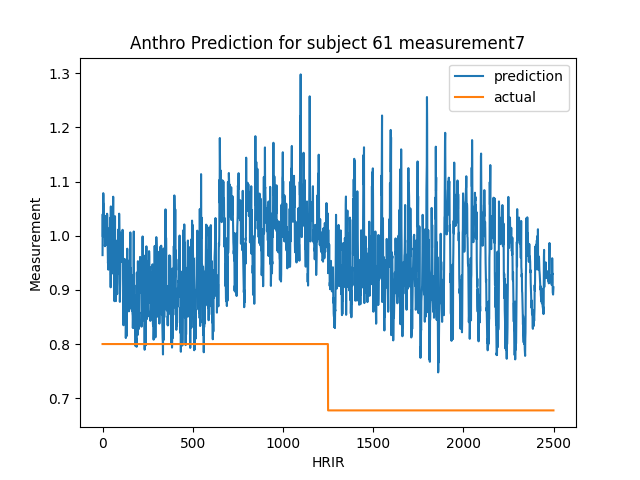 Anthro Prediction for subject 61 measurement7
prediction
actual
1.3
1.2
1.1
1.0
0.9
0.8
0.7
Measurement
0
500
1000
1500
2000
2500
HRIR